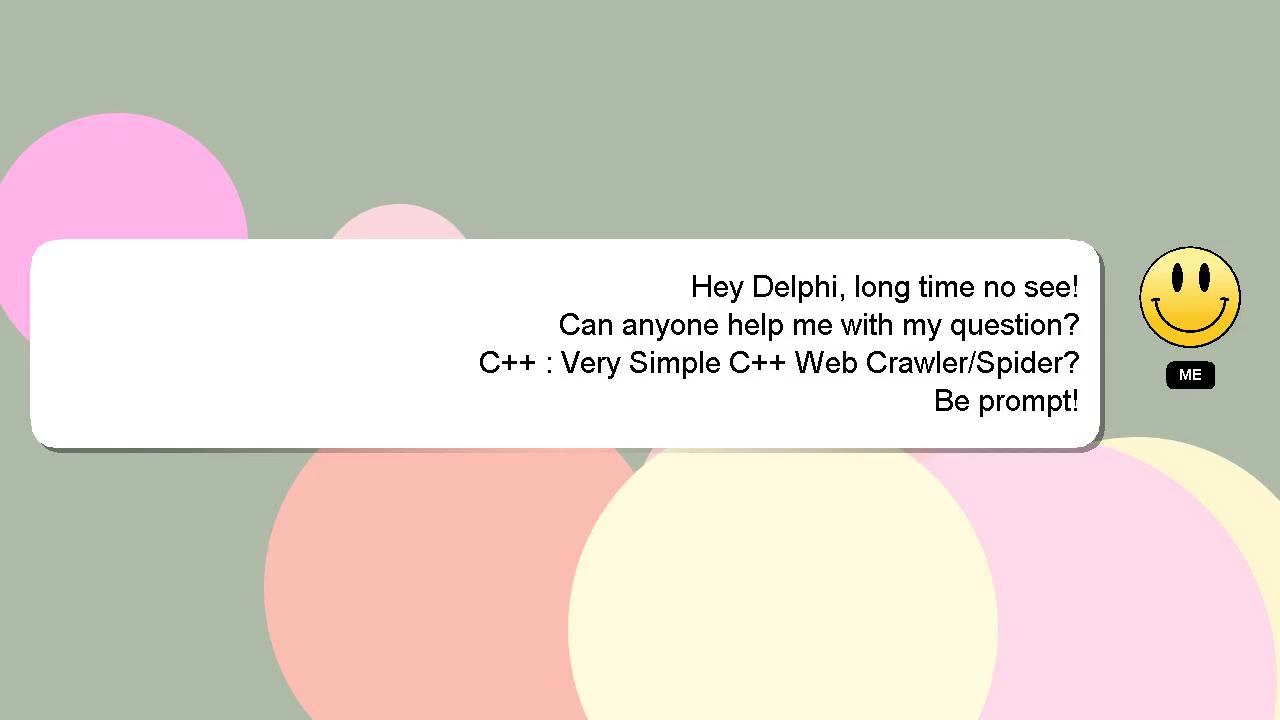 Hey Delphi, long time no see!
Can anyone help me with my question?
C++ : Very Simple C++ Web Crawler/Spider?
Be prompt!
ME